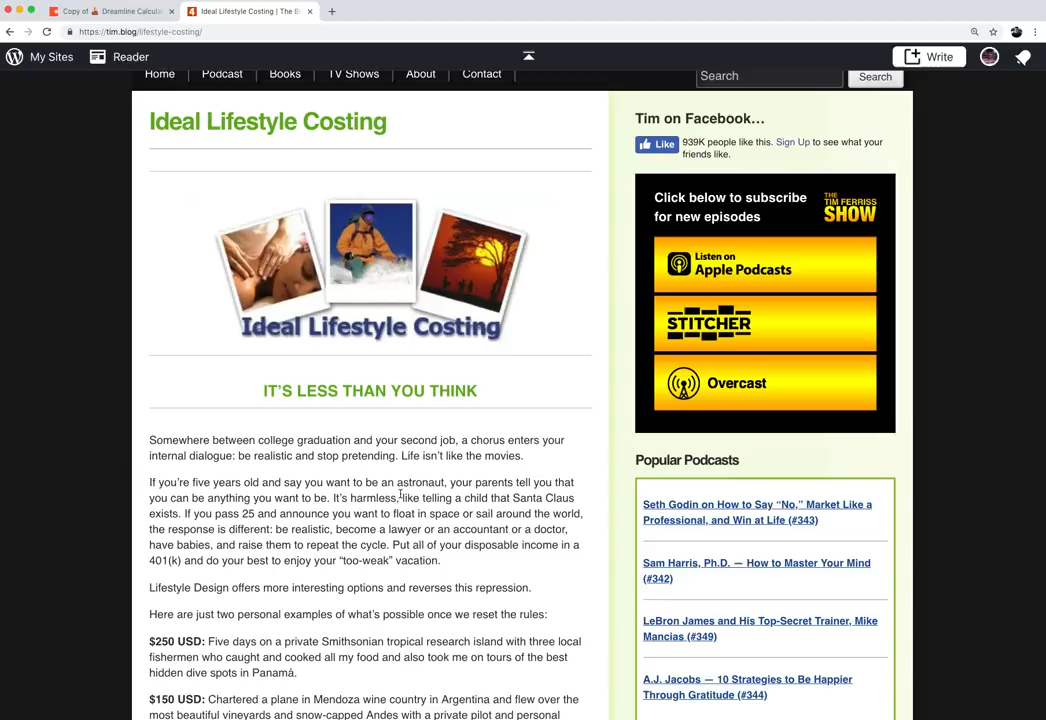 Copy of 🕌 Dreamline Calcula
Ideal Lifestyle Costing | The B
https://tim.blog/lifestyle-costing/
My Sites
Reader
Write
Home
Podcast
Books
TV Shows
About
Contact
Search
Search
Ideal Lifestyle Costing
Ideal Lifestyle Costing
IT'S LESS THAN YOU THINK
Somewhere between college graduation and your second job, a chorus enters your
internal dialogue: be realistic and stop pretending. Life isn't like the movies.
If you're five years old and say you want to be an astronaut, your parents tell you that
you can be anything you want to be. It's harmless, like telling a child that Santa Claus
exists. If you pass 25 and announce you want to float in space or sail around the world,
the response is different: be realistic, become a lawyer or an accountant or a doctor,
have babies, and raise them to repeat the cycle. Put all of your disposable income in a
401(k) and do your best to enjoy your “too-weak” vacation.
Lifestyle Design offers more interesting options and reverses this repression.
Here are just two personal examples of what's possible once we reset the rules:
$250 USD: Five days on a private Smithsonian tropical research island with three local
fishermen who caught and cooked all my food and also took me on tours of the best
hidden dive spots in Panamá.
$150 USD: Chartered a plane in Mendoza wine country in Argentina and flew over the
most beautiful vineyards and snow-capped Andes with a private pilot and personal
Tim on Facebook…
Like
939K people like this. Sign Up to see what your
friends like.
Click below to subscribe
for new episodes
THE
TIM FERRISS
SHOW
Listen on
Apple Podcasts
STITCHER
Overcast
Popular Podcasts
Seth Godin on How to Say “No,” Market Like a
Professional, and Win at Life (#343)
Sam Harris, Ph.D. — How to Master Your Mind
(#342)
LeBron James and His Top-Secret Trainer, Mike
Mancias (#349)
A.J. Jacobs — 10 Strategies to Be Happier
Through Gratitude (#344)